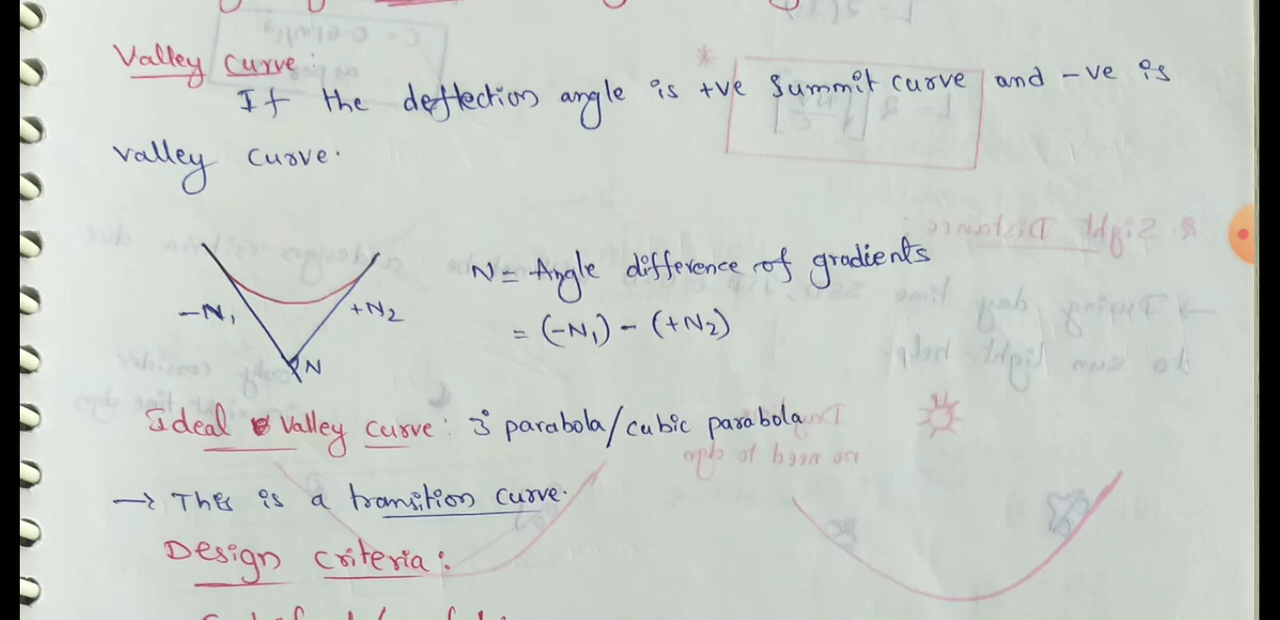 Valley curve:
If the deflection angle is +ve summit curve and -ve is
valley curve.
N = Angle difference of gradients
-N₁
+N₂
= (-N₁) - (+N₂)
N
Ideal valley curve: 3° parabola/cubic parabola
→ This is a transition curve.
Design criteria: